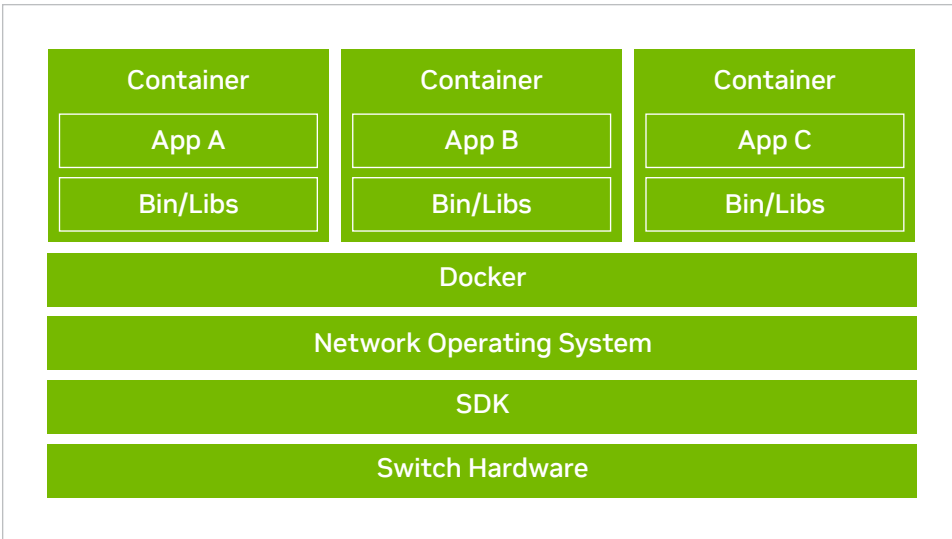 Container
App A
Bin/Libs
Container
App B
Bin/Libs
Container
App C
Bin/Libs
Docker
Network Operating System
SDK
Switch Hardware